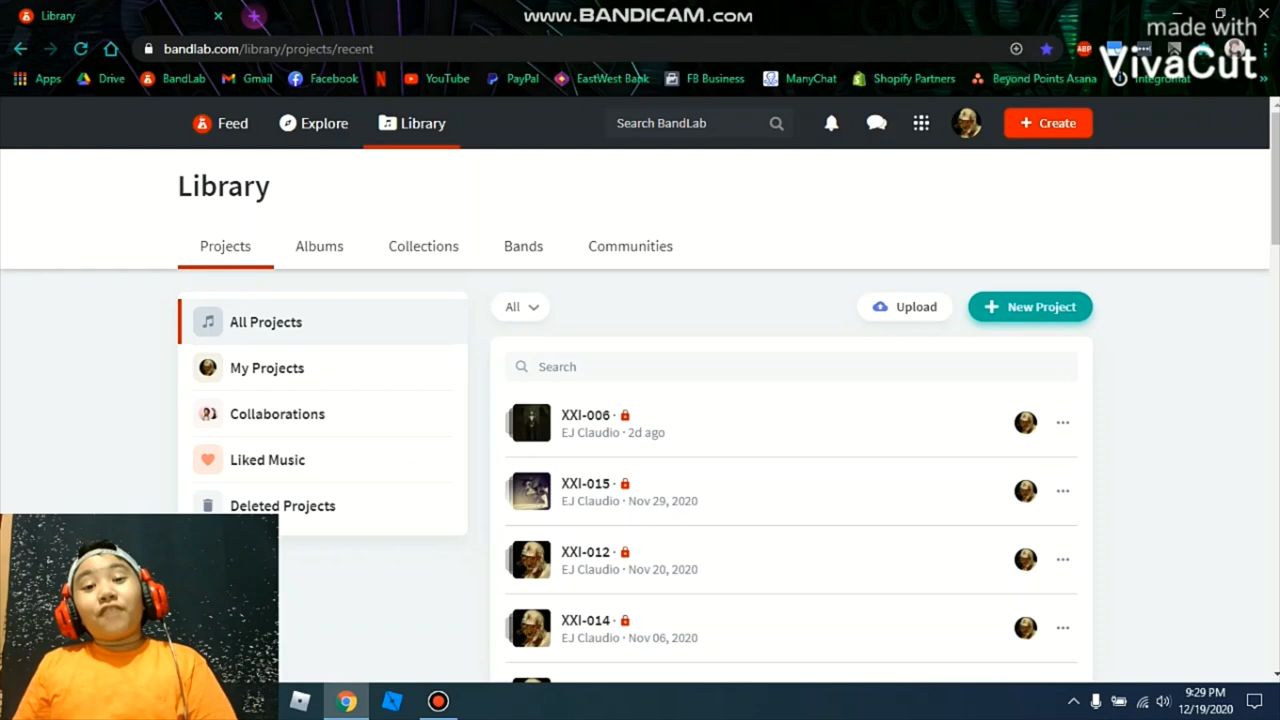 Library
www.BANDICAM.com
made with
VivaCut
bandlab.com/library/projects/recent
ABP
Apps
Drive
BandLab
Gmail
Facebook
YouTube
PayPal
EastWest Bank
FB Business
ManyChat
Shopify Partners
Beyond Points Asana
Integromat
»
Feed
Explore
Library
Search BandLab
+ Create
Library
Projects
Albums
Collections
Bands
Communities
All Projects
My Projects
Collaborations
Liked Music
Deleted Projects
All
Upload
+ New Project
Search
XXI-006 ·
EJ Claudio · 2d ago
XXI-015 ·
EJ Claudio · Nov 29, 2020
XXI-012 ·
EJ Claudio · Nov 20, 2020
XXI-014 ·
EJ Claudio · Nov 06, 2020
9:29 PM
12/19/2020